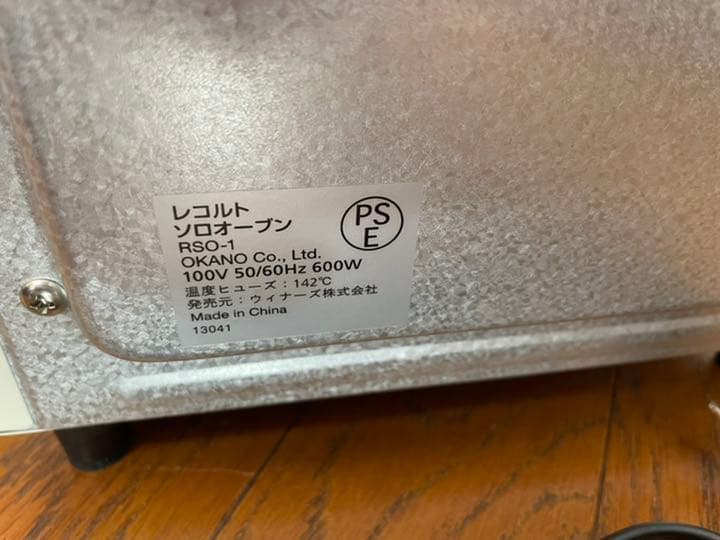 レコルト
ソロオーブン
RSO-1
OKANO Co., Ltd.
100V 50/60Hz 600W
温度ヒューズ：142℃
発売元：ウィナーズ株式会社
Made in China
13041
PS
E